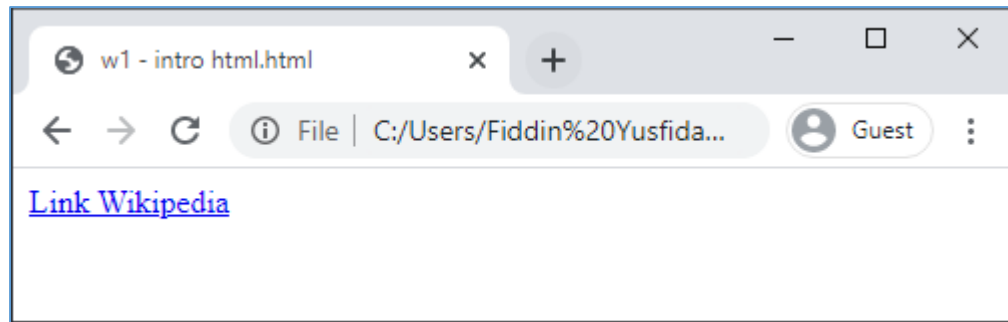 w1 - intro html.html
File | C:/Users/Fiddin%20Yusfida... Guest
Link Wikipedia